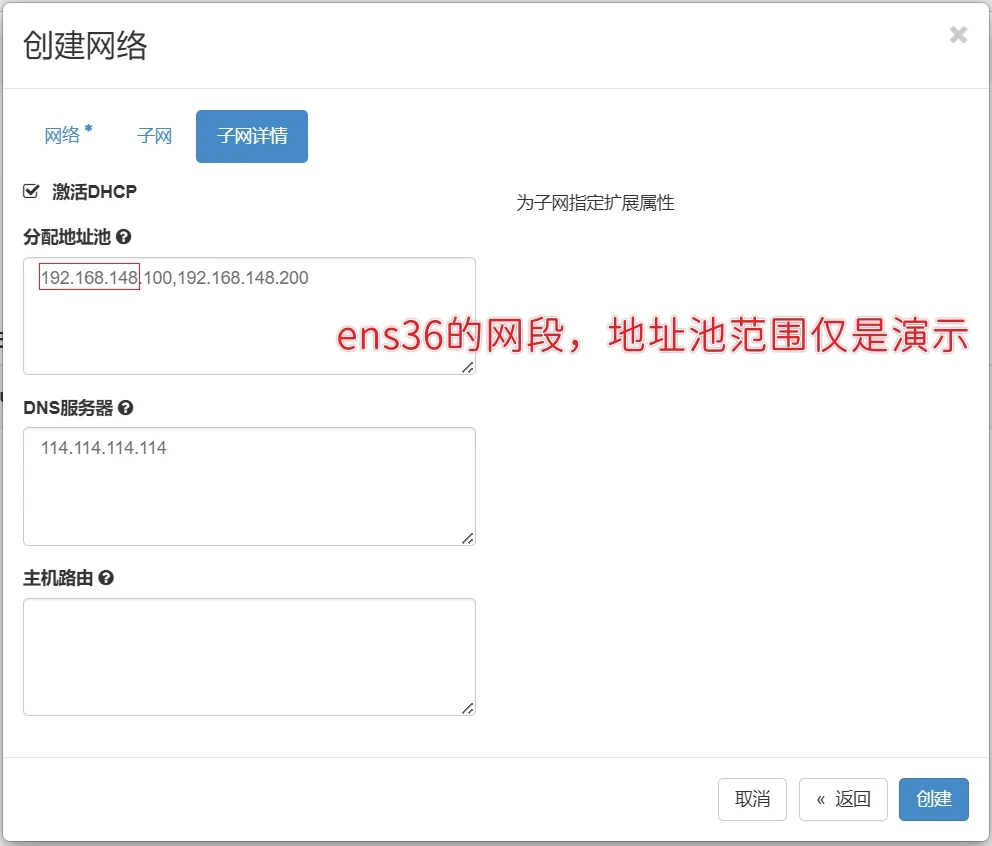 创建网络
网络 *
子网
子网详情
激活DHCP
为子网指定扩展属性
分配地址池
192.168.148.100,192.168.148.200
ens36的网段，地址池范围仅是演示
DNS服务器
114.114.114.114
主机路由
取消
« 返回
创建